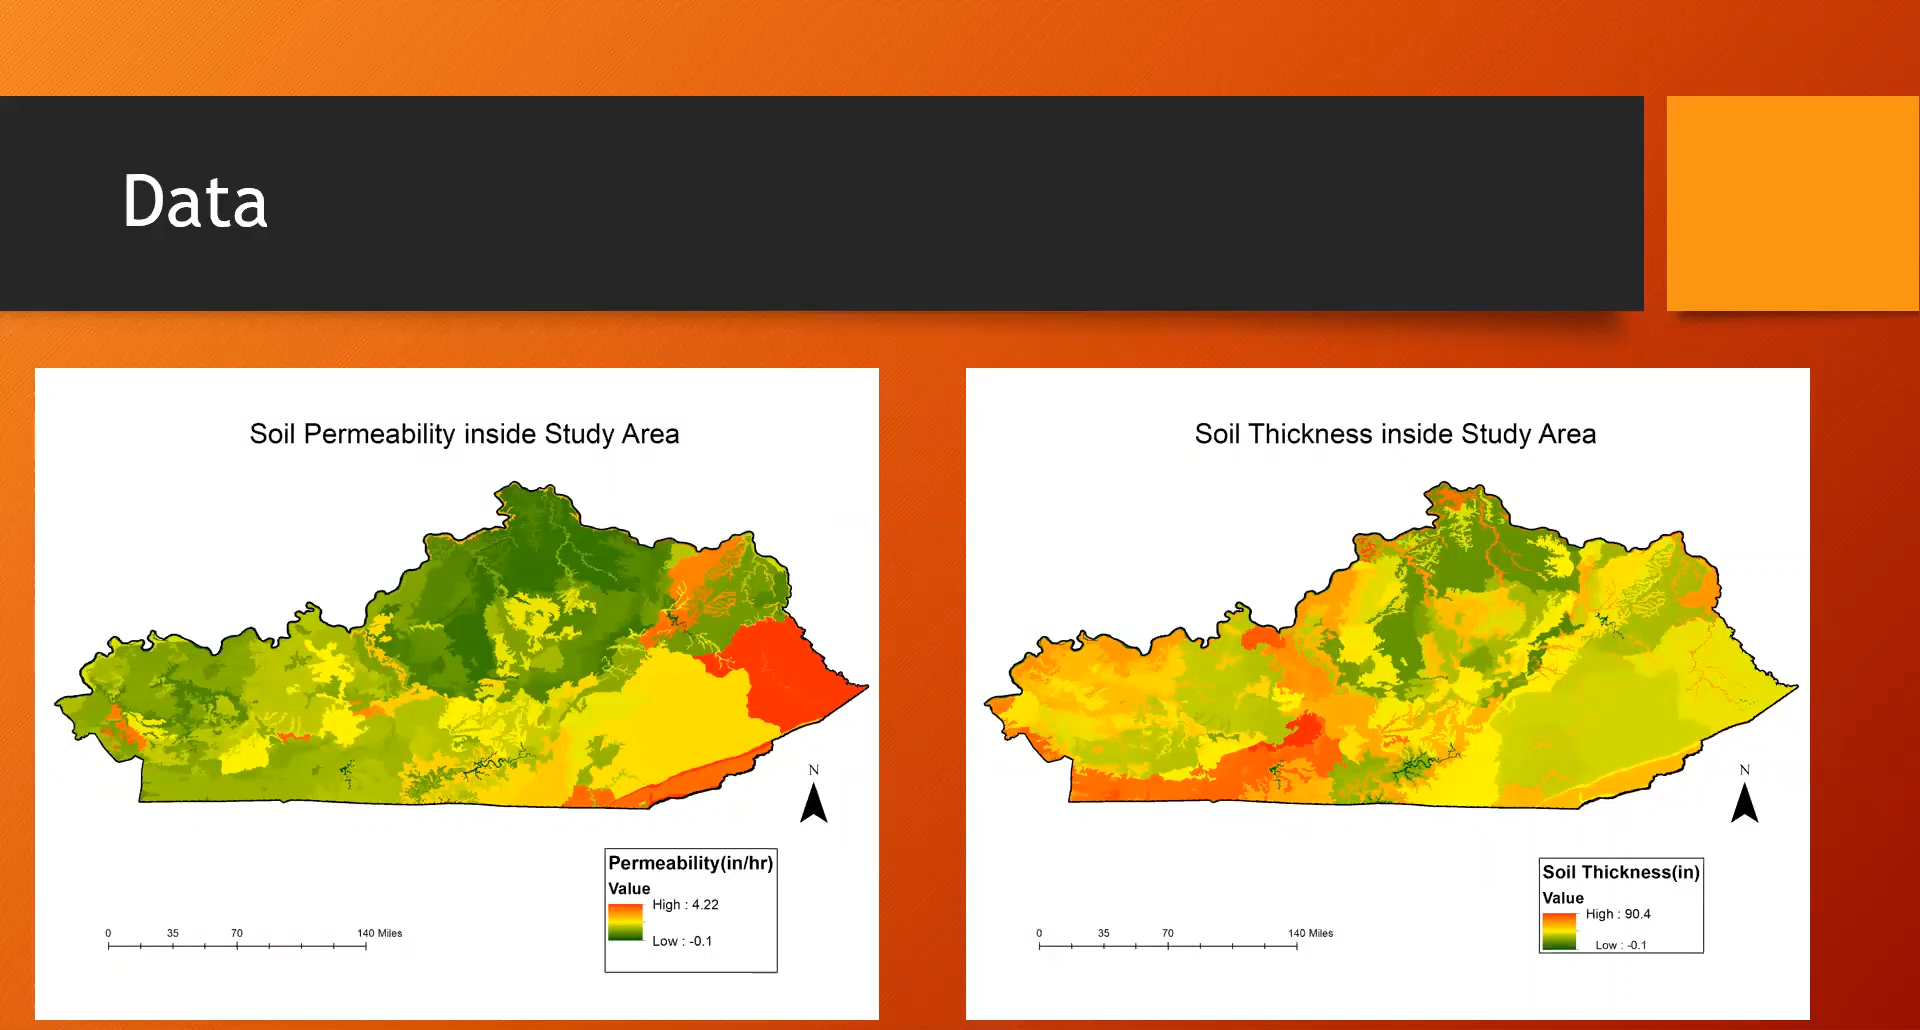 Data
Soil Permeability inside Study Area
N
Permeability(in/hr)
Value
High : 4.22
Low : -0.1
0 35 70 140 Miles
Soil Thickness inside Study Area
N
Soil Thickness(in)
Value
High : 90.4
Low : -0.1
0 35 70 140 Miles